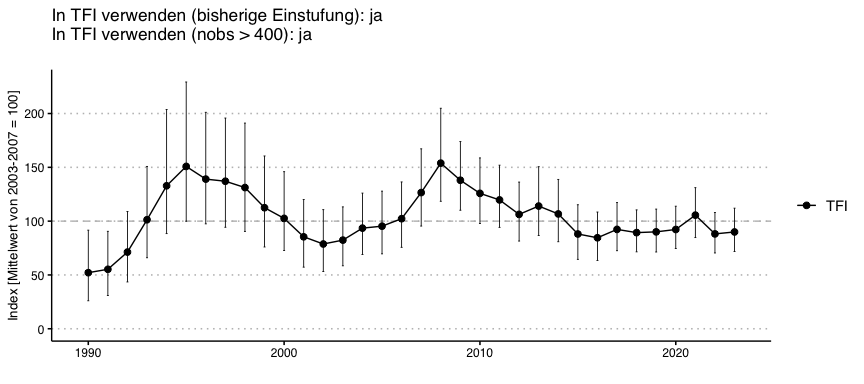 In TFI verwenden (bisherige Einstufung): ja
In TFI verwenden (nobs > 400): ja
Index [Mittelwert von 2003-2007 = 100]
200
150
100
50
0
1990
2000
2010
2020
TFI